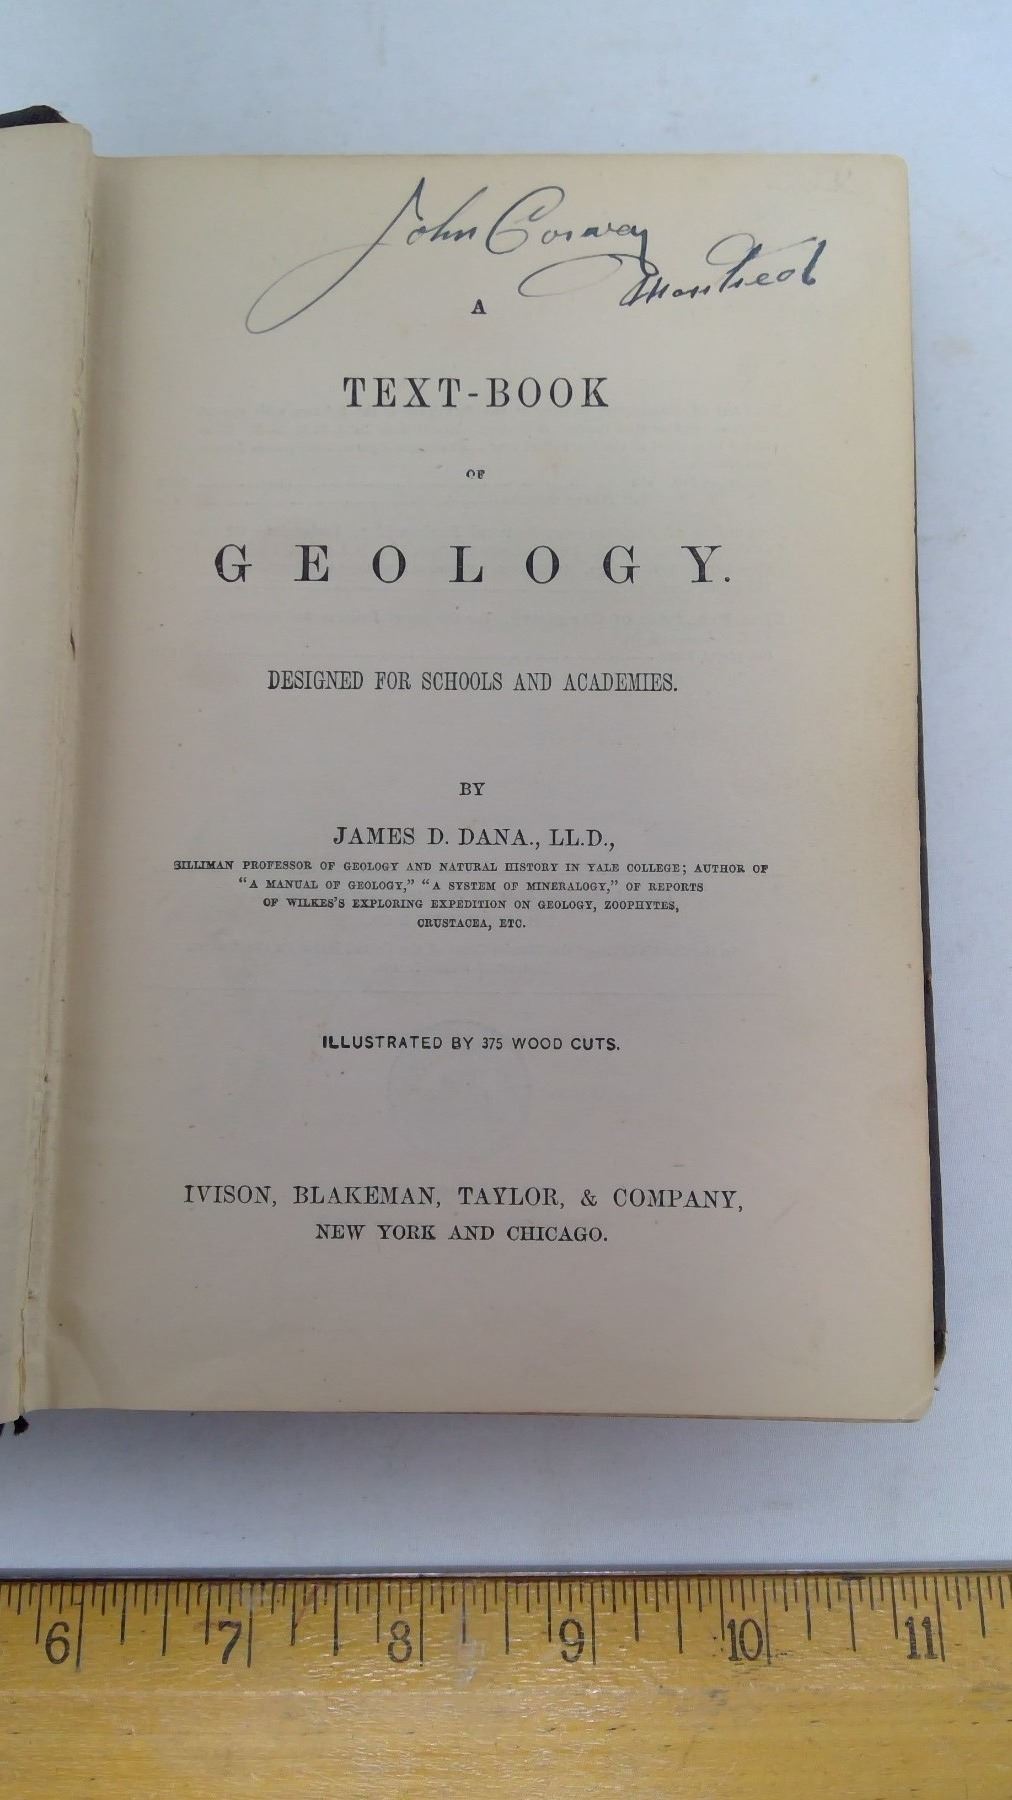 John Conway
Montreal
A
TEXT-BOOK
OF
GEOLOGY.
DESIGNED FOR SCHOOLS AND ACADEMIES.
BY
JAMES D. DANA., LL.D.,
SILLIMAN PROFESSOR OF GEOLOGY AND NATURAL HISTORY IN YALE COLLEGE; AUTHOR OF
“A MANUAL OF GEOLOGY,” “A SYSTEM OF MINERALOGY,” OF REPORTS
OF WILKES'S EXPLORING EXPEDITION ON GEOLOGY, ZOOPHYTES,
CRUSTACEA, ETC.
ILLUSTRATED BY 375 WOOD CUTS.
IVISON, BLAKEMAN, TAYLOR, & COMPANY,
NEW YORK AND CHICAGO.
6 7 8 9 10 11